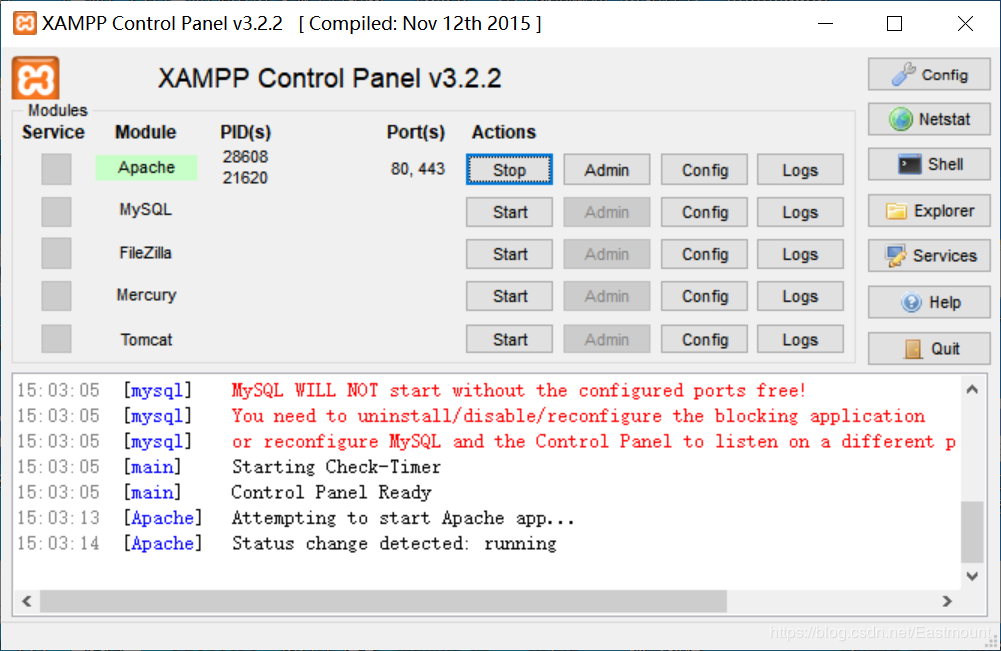 XAMPP Control Panel v3.2.2 [ Compiled: Nov 12th 2015 ]
XAMPP Control Panel v3.2.2
Config
Modules
Service Module PID(s) Port(s) Actions
Netstat
Apache 28608 21620 80, 443 Stop Admin Config Logs
Shell
MySQL Start Admin Config Logs
Explorer
FileZilla Start Admin Config Logs
Services
Mercury Start Admin Config Logs
Help
Tomcat Start Admin Config Logs
Quit
15:03:05 [mysql] MySQL WILL NOT start without the configured ports free!
15:03:05 [mysql] You need to uninstall/disable/reconfigure the blocking application
15:03:05 [mysql] or reconfigure MySQL and the Control Panel to listen on a different p
15:03:05 [main] Starting Check-Timer
15:03:05 [main] Control Panel Ready
15:03:13 [Apache] Attempting to start Apache app...
15:03:14 [Apache] Status change detected: running
https://blog.csdn.net/Eastmount